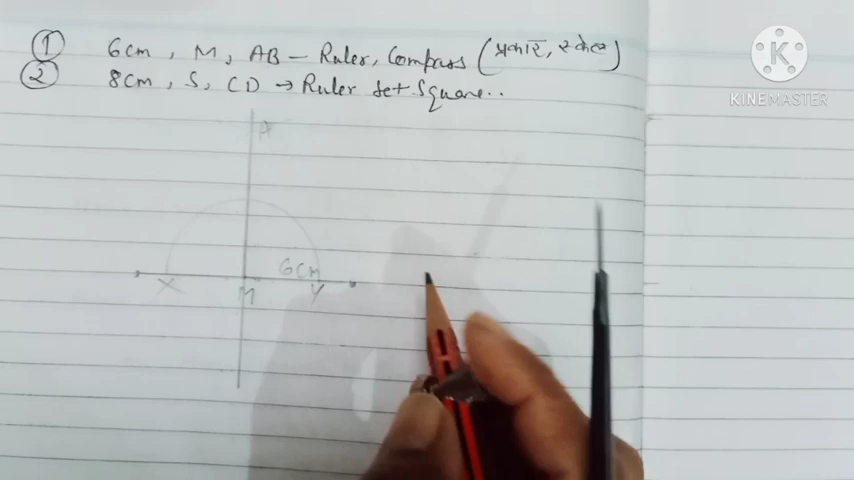 ① 6cm, M, AB - Ruler, Compass (प्रकार, स्केल)
② 8cm, S, CD → Ruler Set Square..
A
6cm
X M Y
KINEMASTER